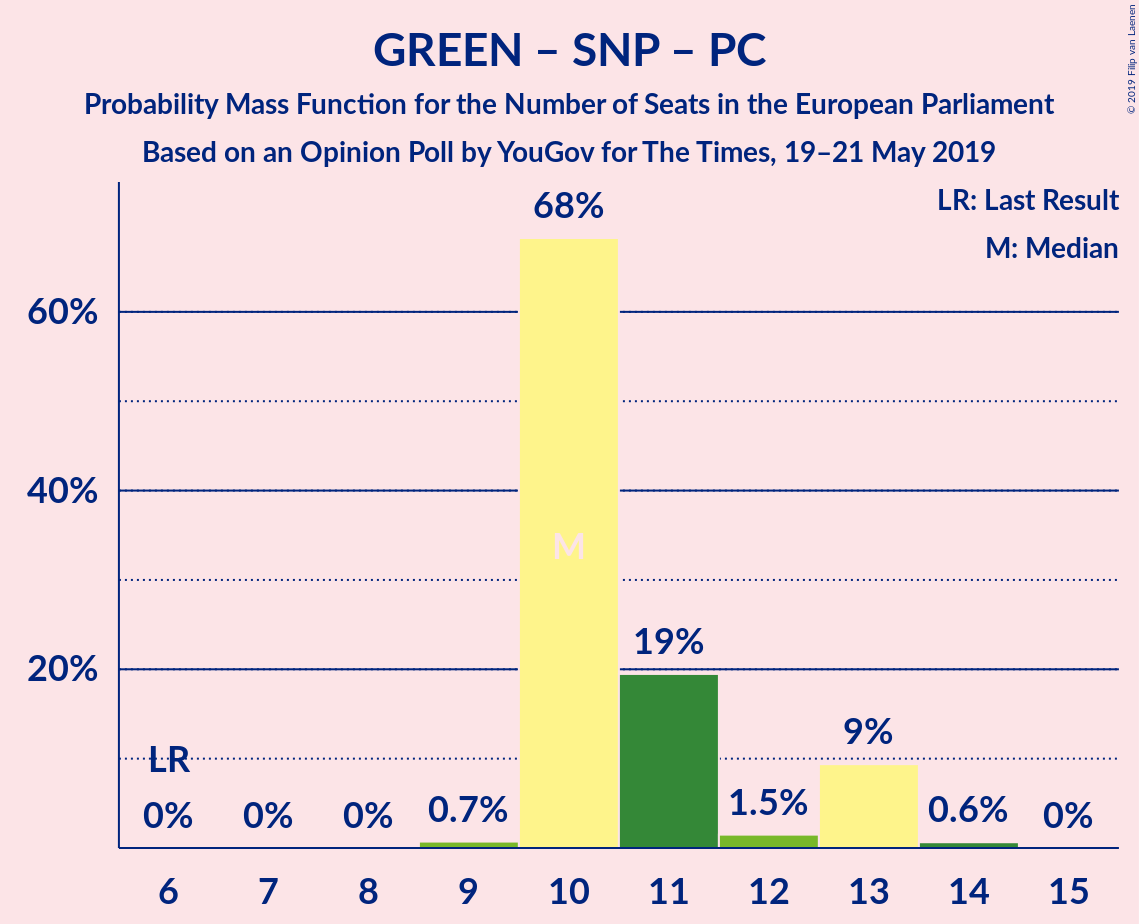 GREEN – SNP – PC
Probability Mass Function for the Number of Seats in the European Parliament
Based on an Opinion Poll by YouGov for The Times, 19–21 May 2019
© 2019 Filip van Laenen
LR: Last Result
M: Median
68%
60%
40%
M
19%
20%
9%
LR
0% 0% 0% 0.7% 1.5% 0.6% 0%
6 7 8 9 10 11 12 13 14 15